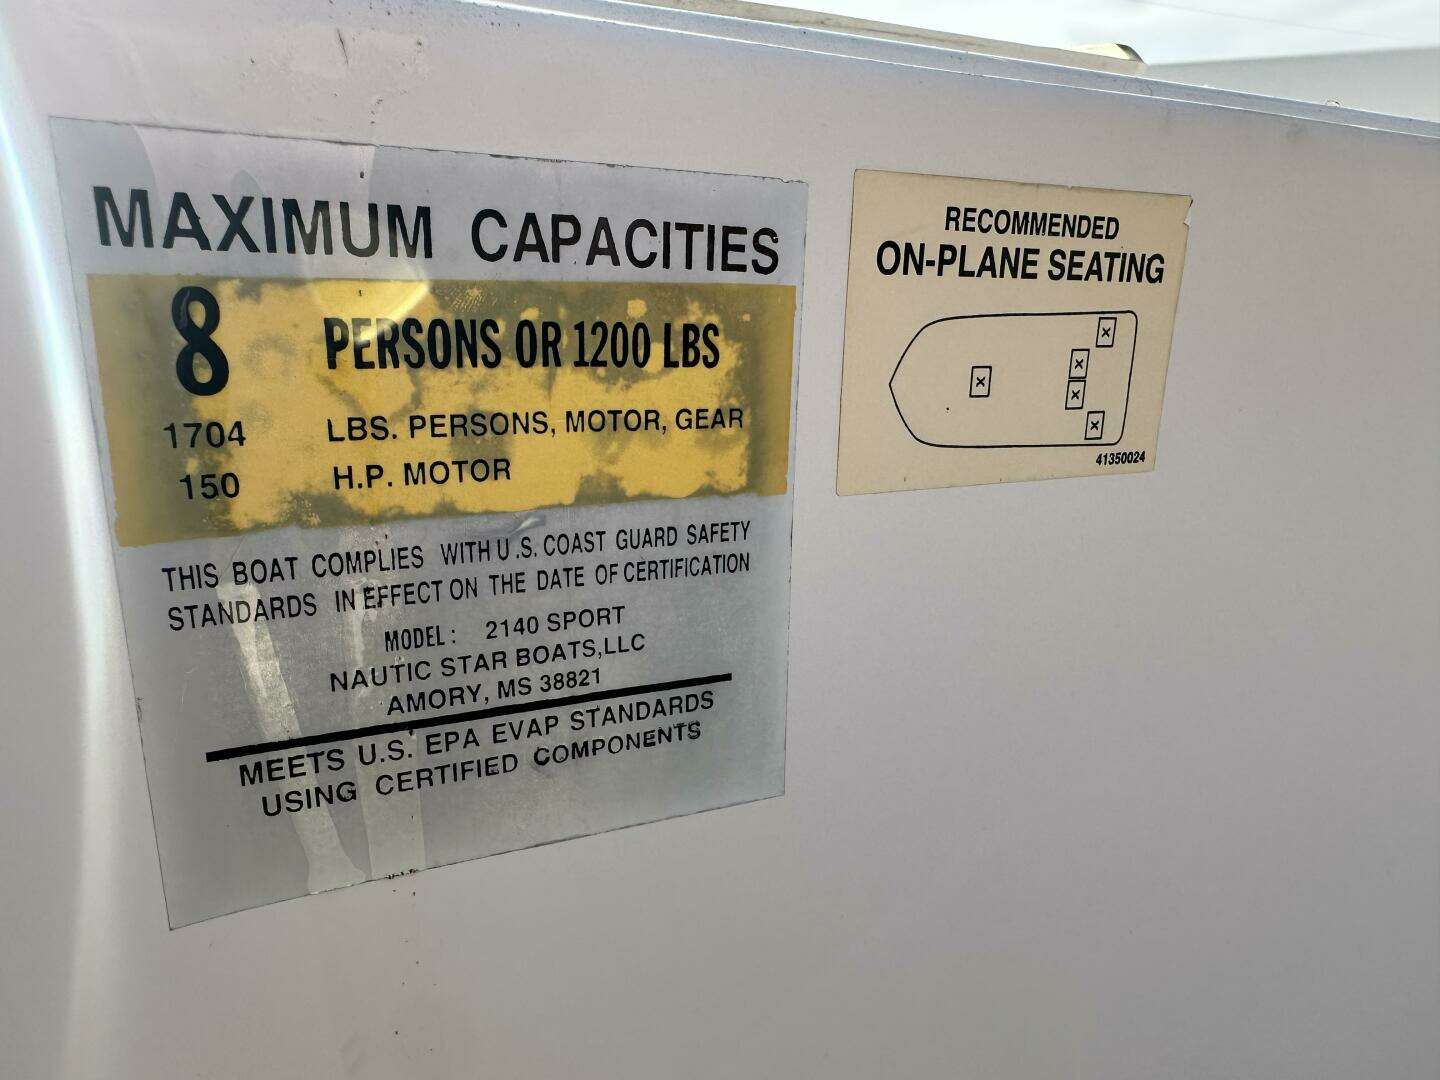 MAXIMUM CAPACITIES
8 PERSONS OR 1200 LBS
1704 LBS. PERSONS, MOTOR, GEAR
150 H.P. MOTOR
THIS BOAT COMPLIES WITH U.S. COAST GUARD SAFETY
STANDARDS IN EFFECT ON THE DATE OF CERTIFICATION
MODEL: 2140 SPORT
NAUTIC STAR BOATS,LLC
AMORY, MS 38821
MEETS U.S. EPA EVAP STANDARDS
USING CERTIFIED COMPONENTS
RECOMMENDED
ON-PLANE SEATING
X
X
X
X
X
41350024